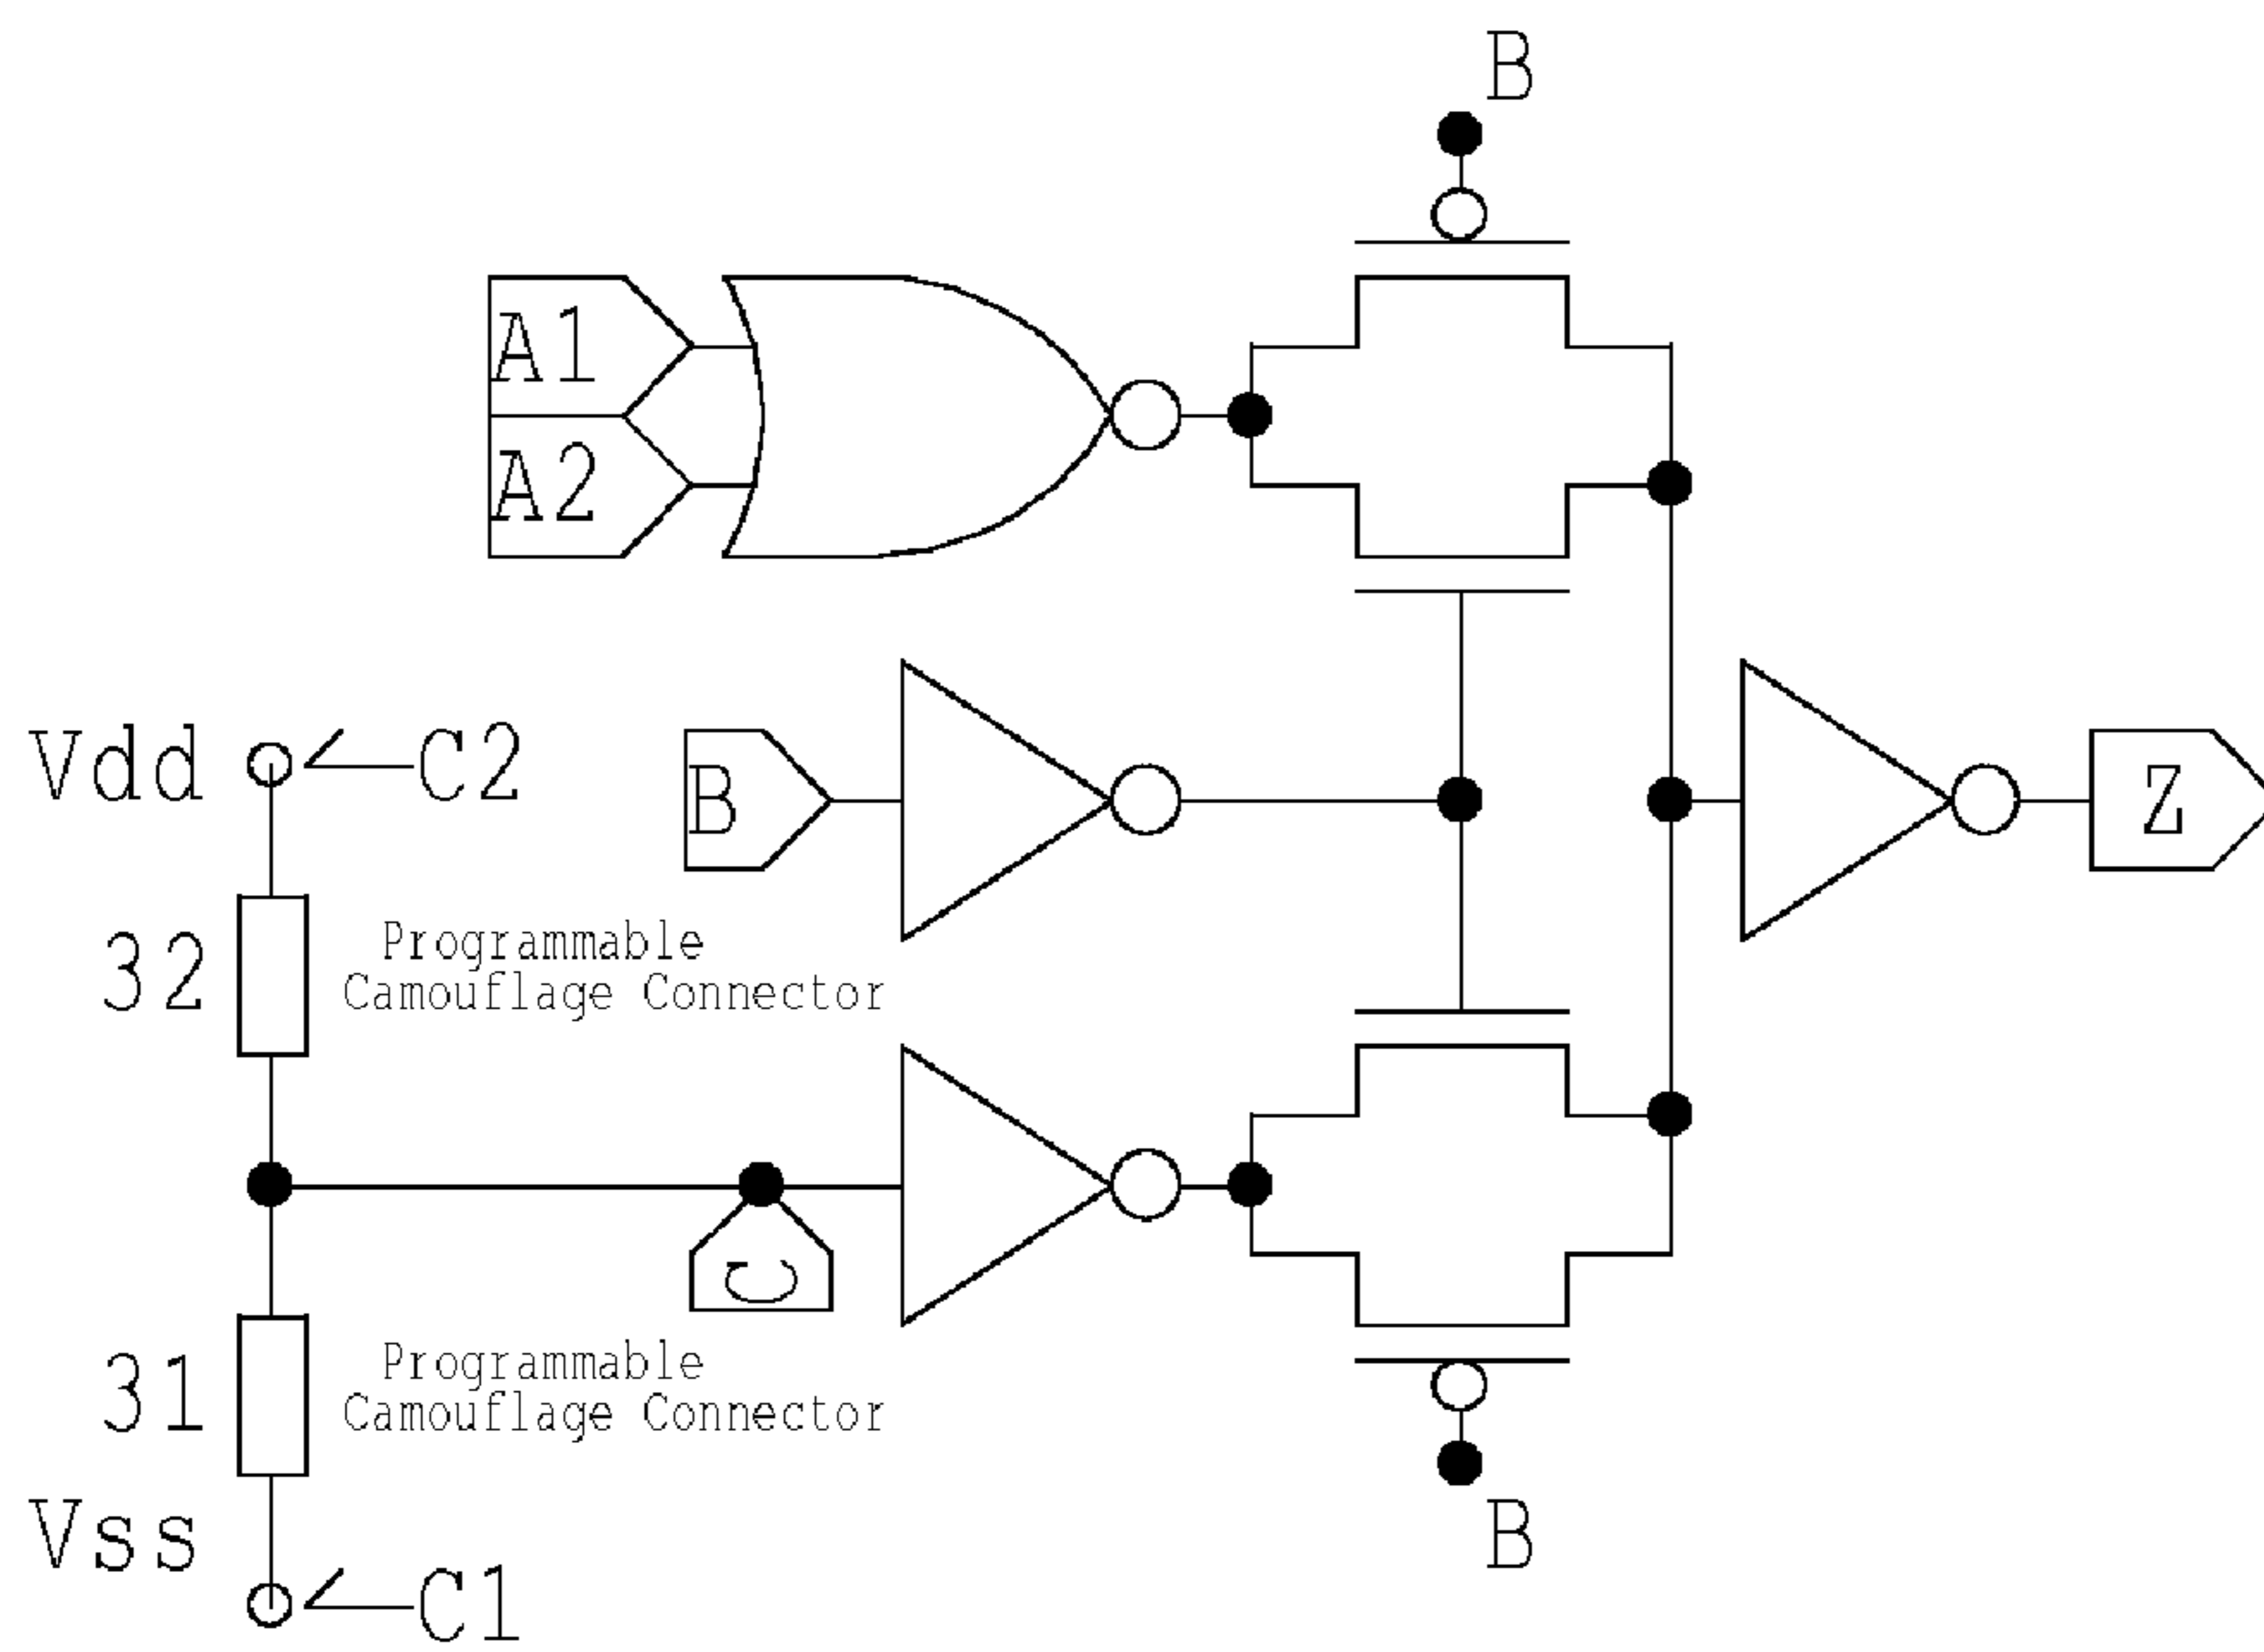 B
A1
A2
Vdd
C2
B
Z
32
Programmable
Camouflage Connector
C
31
Programmable
Camouflage Connector
Vss
B
C1